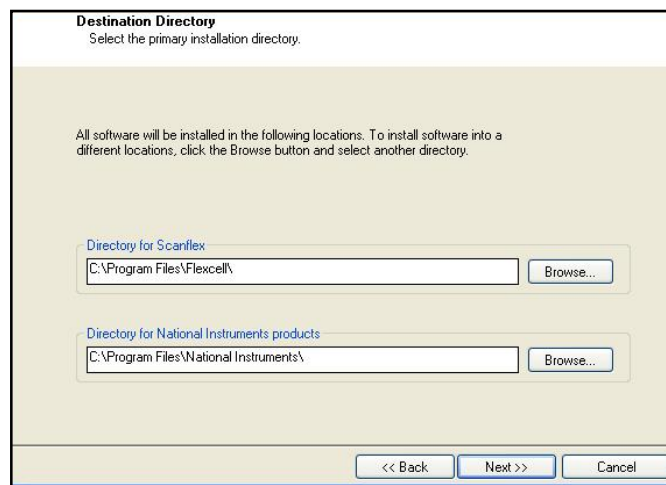 Destination Directory
Select the primary installation directory.
All software will be installed in the following locations. To install software into a
different locations, click the Browse button and select another directory.
Directory for Scanflex
C:\Program Files\Flexcell\
Browse...
Directory for National Instruments products
C:\Program Files\National Instruments\
Browse...
<< Back
Next >>
Cancel